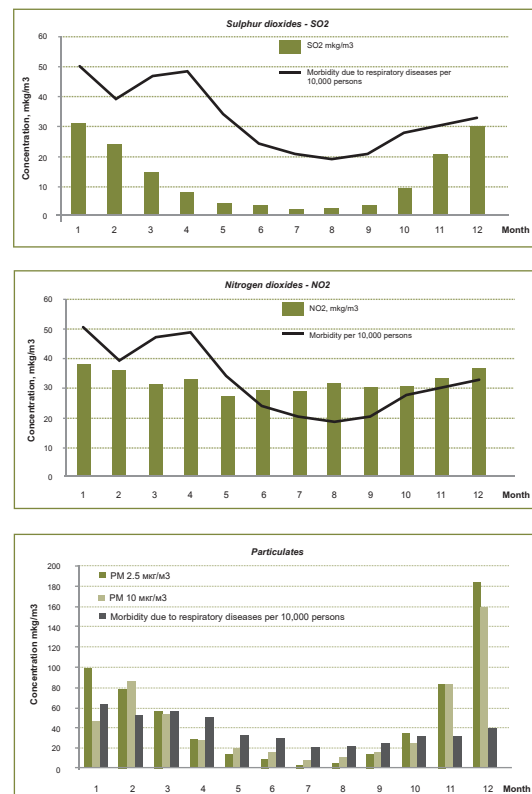 Sulphur dioxides - SO2
60
50
40
30
20
10
0
Concentration, mkg/m3
SO2 mkg/m3
Morbidity due to respiratory diseases per
10,000 persons
1 2 3 4 5 6 7 8 9 10 11 12 Month
Nitrogen dioxides - NO2
60
50
40
30
20
10
0
Concentration, mkg/m3
NO2, mkg/m3
Morbidity per 10,000 persons
1 2 3 4 5 6 7 8 9 10 11 12 Month
Particulates
200
180
160
140
120
100
80
60
40
20
0
Concentration mkg/m3
PM 2.5 мкг/м3
PM 10 мкг/м3
Morbidity due to respiratory diseases per 10,000 persons
1 2 3 4 5 6 7 8 9 10 11 12 Month